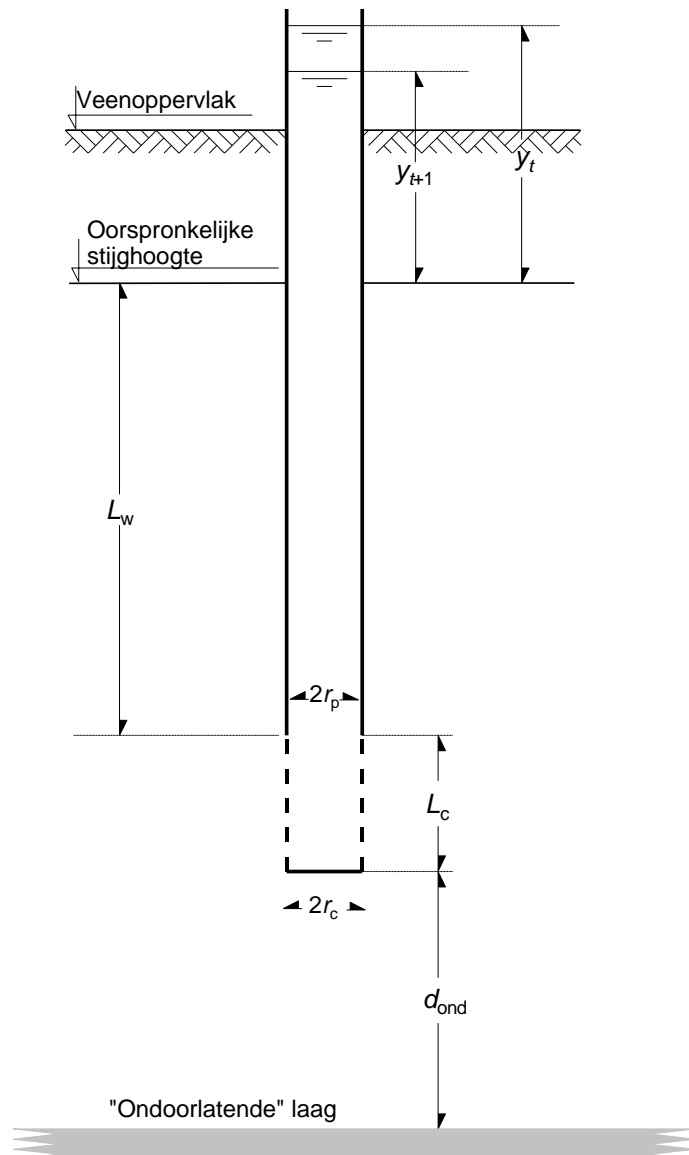 Veenoppervlak
y_t
y_{t+1}
Oorspronkelijke
stijghoogte
L_w
2r_p
L_c
2r_c
d_ond
"Ondoorlatende" laag